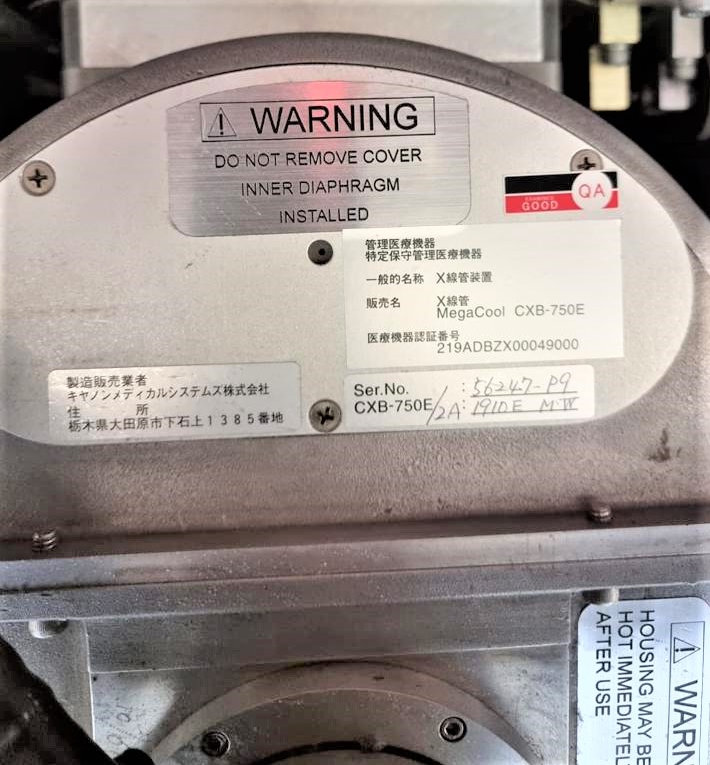 WARNING
DO NOT REMOVE COVER
INNER DIAPHRAGM
INSTALLED
GOOD
QA
管理医療機器
特定保守管理医療機器
一般的名称 X線管装置
販売名 X線管
MegaCool CXB-750E
医療機器認証番号
219ADBZX00049000
製造販売業者
キヤノンメディカルシステムズ株式会社
住 所
栃木県大田原市下石上1385番地
Ser.No. : 56247-P9
CXB-750E/2A: 1910E M·W
WARN
HOUSING MAY BE
HOT IMMEDIATEL
AFTER USE